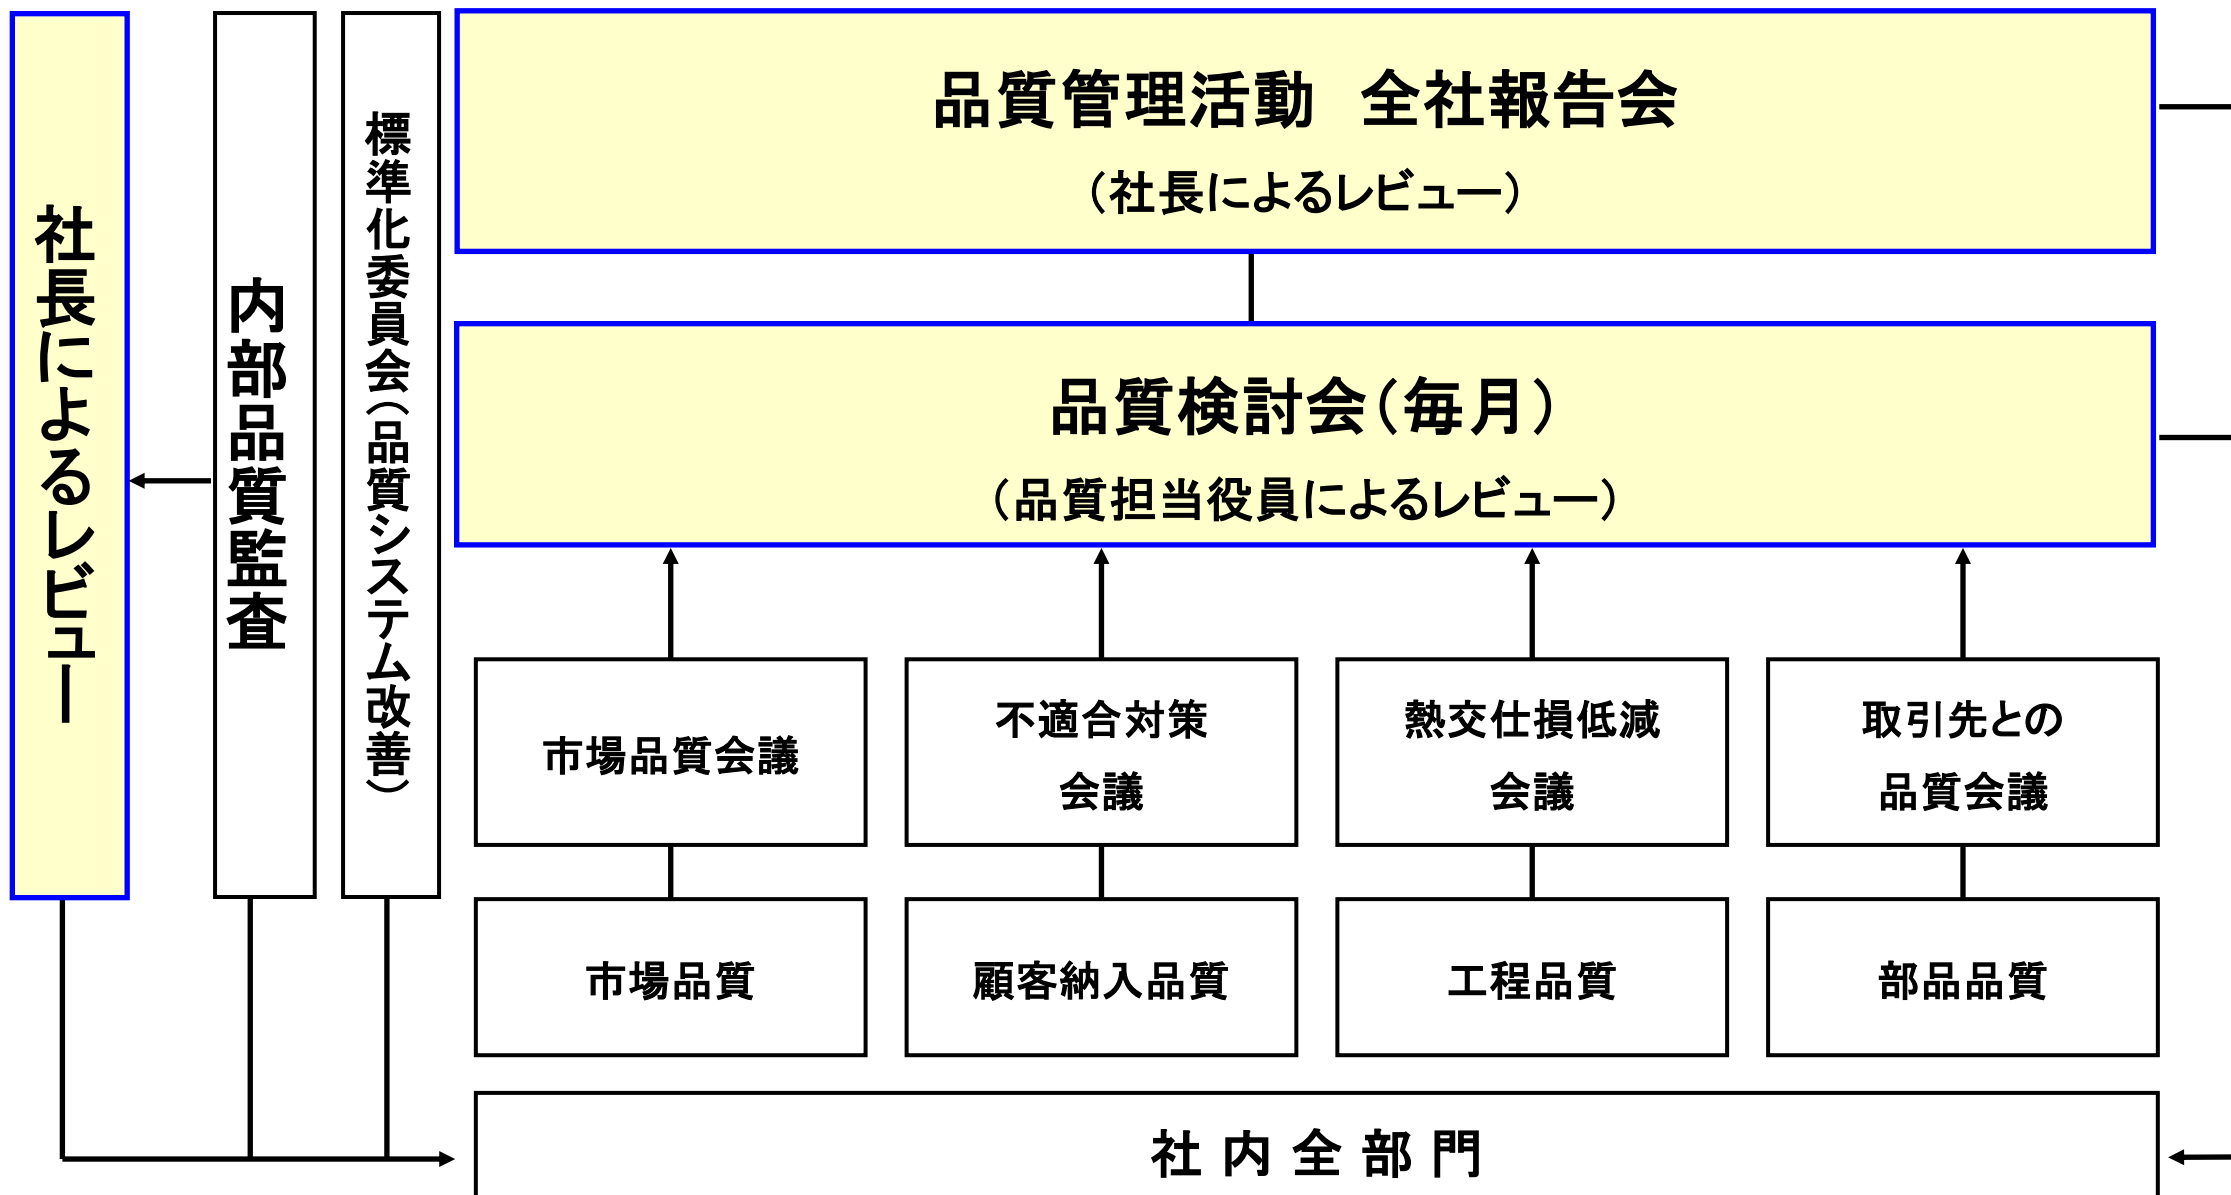 社長によるレビュー
内部品質監査
標準化委員会(品質システム改善)
品質管理活動　全社報告会
(社長によるレビュー)
品質検討会(毎月)
(品質担当役員によるレビュー)
市場品質会議
不適合対策
会議
熱交仕損低減
会議
取引先との
品質会議
市場品質
顧客納入品質
工程品質
部品品質
社 内 全 部 門